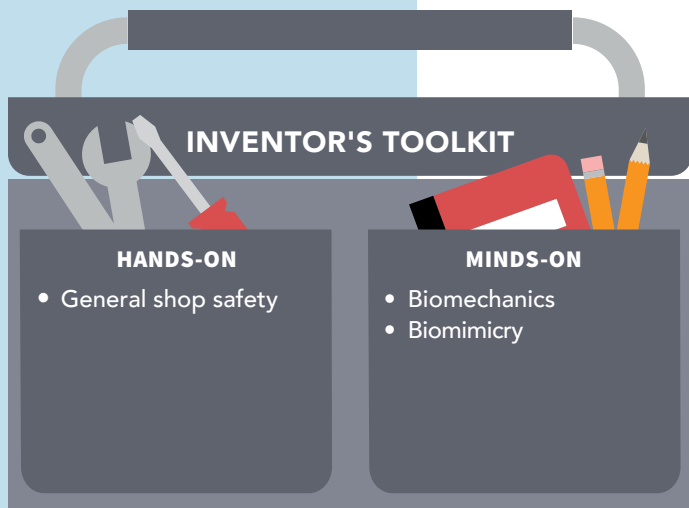 INVENTOR'S TOOLKIT
HANDS-ON
• General shop safety
MINDS-ON
• Biomechanics
• Biomimicry